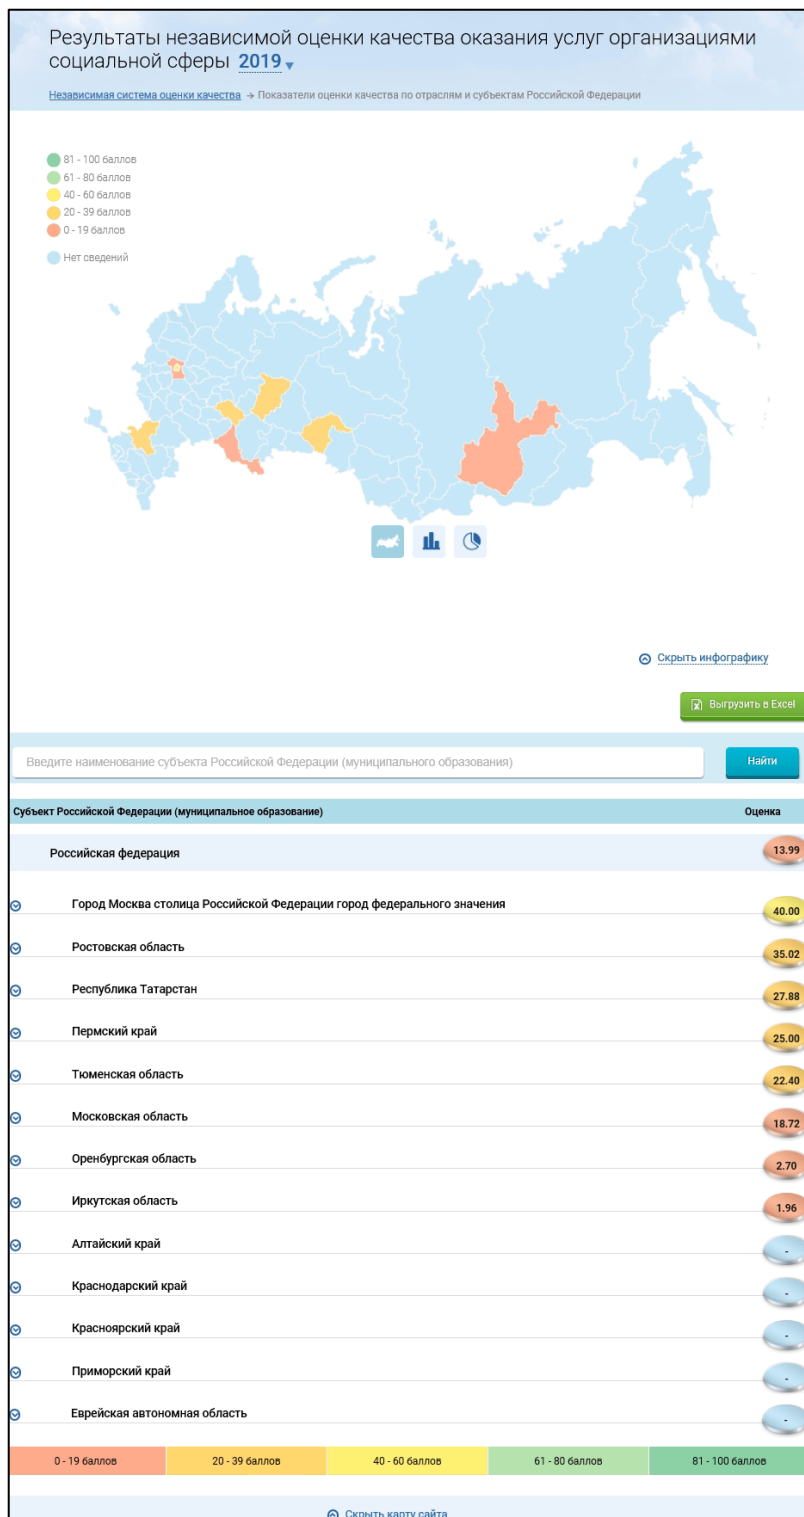 Результаты независимой оценки качества оказания услуг организациями
социальной сферы 2019
Независимая система оценки качества → Показатели оценки качества по отраслям и субъектам Российской Федерации
81 - 100 баллов
61 - 80 баллов
40 - 60 баллов
20 - 39 баллов
0 - 19 баллов
Нет сведений
Скрыть инфографику
Выгрузить в Excel
Введите наименование субъекта Российской Федерации (муниципального образования)
Найти
Субъект Российской Федерации (муниципальное образование) Оценка
Российская федерация 13.99
Город Москва столица Российской Федерации город федерального значения 40.00
Ростовская область 35.02
Республика Татарстан 27.88
Пермский край 25.00
Тюменская область 22.40
Московская область 18.72
Оренбургская область 2.70
Иркутская область 1.96
Алтайский край -
Краснодарский край -
Красноярский край -
Приморский край -
Еврейская автономная область -
0 - 19 баллов 20 - 39 баллов 40 - 60 баллов 61 - 80 баллов 81 - 100 баллов
Скрыть карту сайта